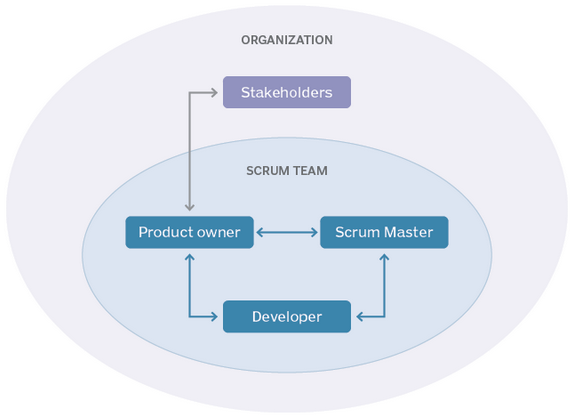 ORGANIZATION
Stakeholders
SCRUM TEAM
Product owner
Scrum Master
Developer